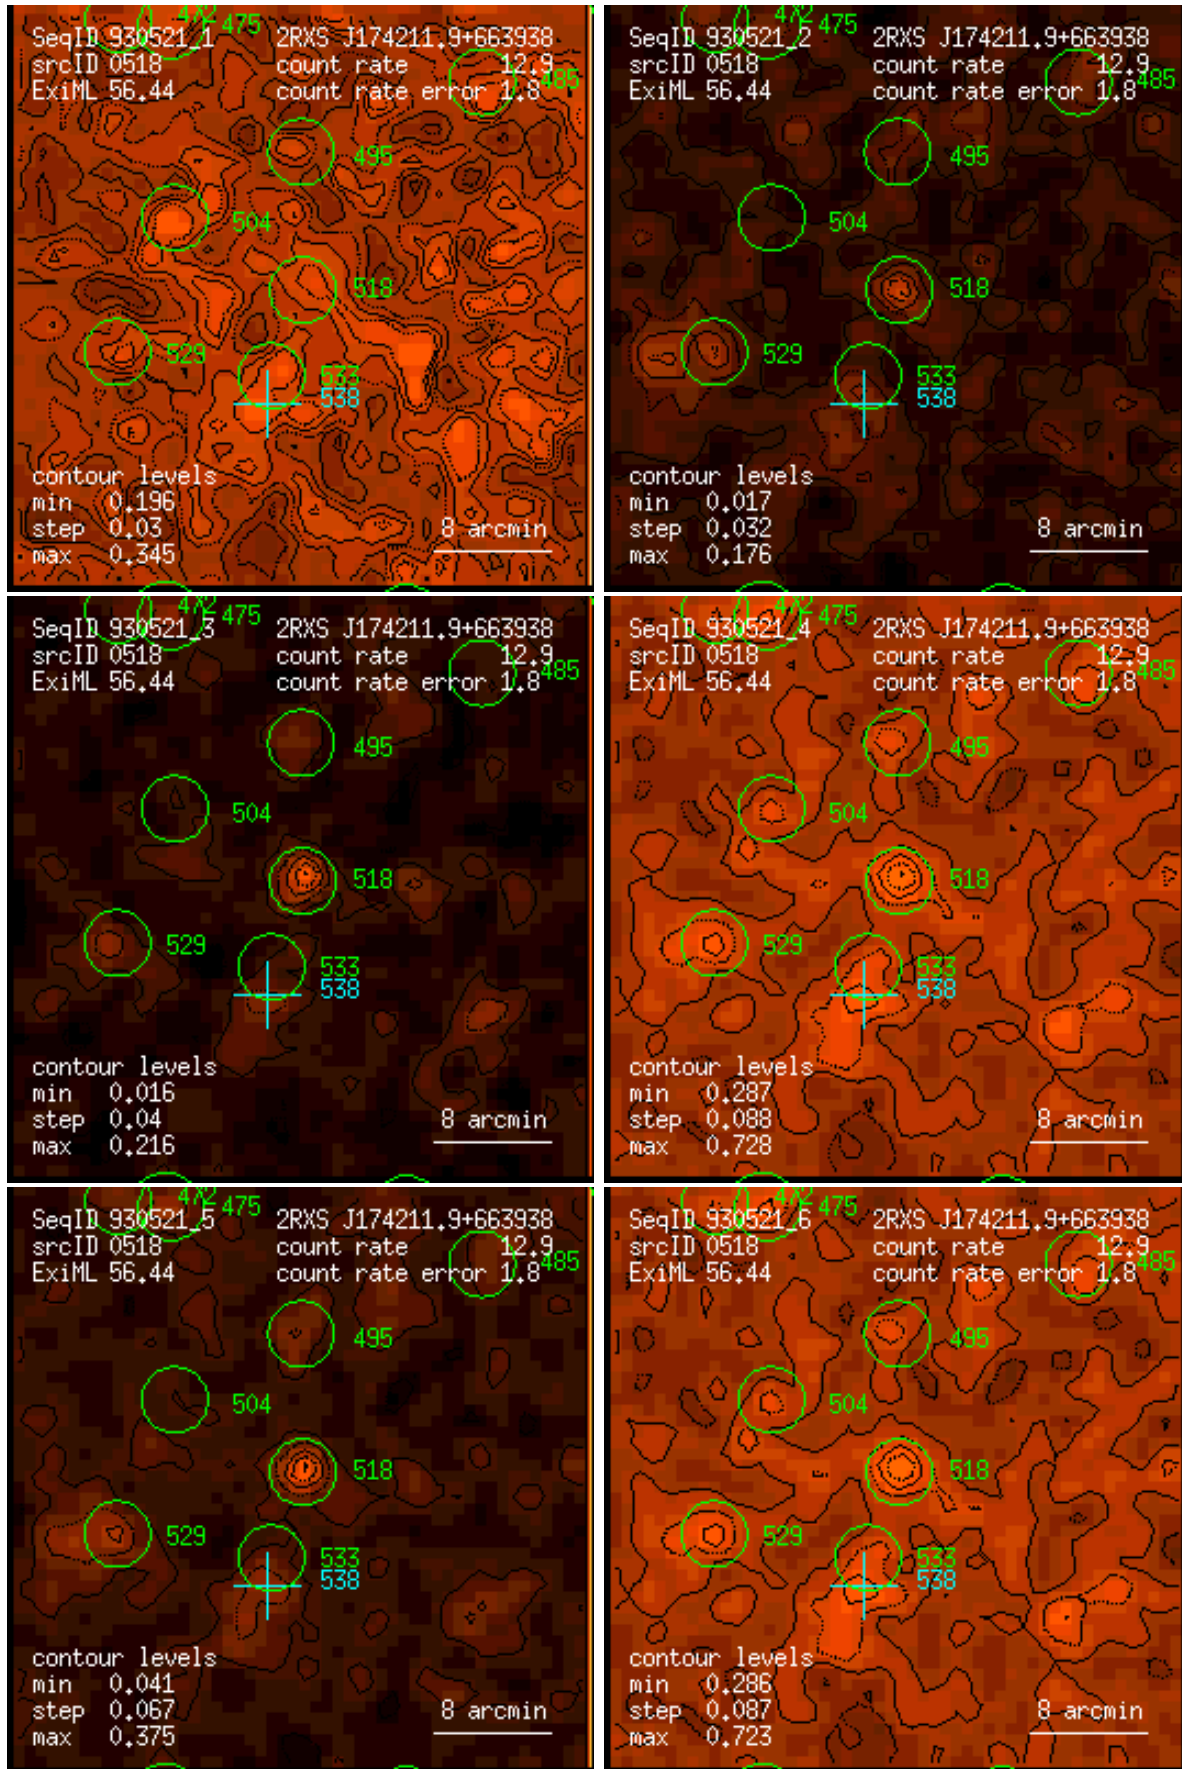 472 475
SeqID 930521_1 2RXS J174211.9+663938
srcID 0518 count rate 12.9
ExiML 56.44 count rate error 1.8
485
495
504
518
529
533
538
contour levels
min 0.196
step 0.03
max 0.345
8 arcmin
472 475
SeqID 930521_2 2RXS J174211.9+663938
srcID 0518 count rate 12.9
ExiML 56.44 count rate error 1.8
485
495
504
518
529
533
538
contour levels
min 0.017
step 0.032
max 0.176
8 arcmin
472 475
SeqID 930521_3 2RXS J174211.9+663938
srcID 0518 count rate 12.9
ExiML 56.44 count rate error 1.8
485
495
504
518
529
533
538
contour levels
min 0.016
step 0.04
max 0.216
8 arcmin
472 475
SeqID 930521_4 2RXS J174211.9+663938
srcID 0518 count rate 12.9
ExiML 56.44 count rate error 1.8
485
495
504
518
529
533
538
contour levels
min 0.287
step 0.088
max 0.728
8 arcmin
472 475
SeqID 930521_5 2RXS J174211.9+663938
srcID 0518 count rate 12.9
ExiML 56.44 count rate error 1.8
485
495
504
518
529
533
538
contour levels
min 0.041
step 0.067
max 0.375
8 arcmin
472 475
SeqID 930521_6 2RXS J174211.9+663938
srcID 0518 count rate 12.9
ExiML 56.44 count rate error 1.8
485
495
504
518
529
533
538
contour levels
min 0.286
step 0.087
max 0.723
8 arcmin